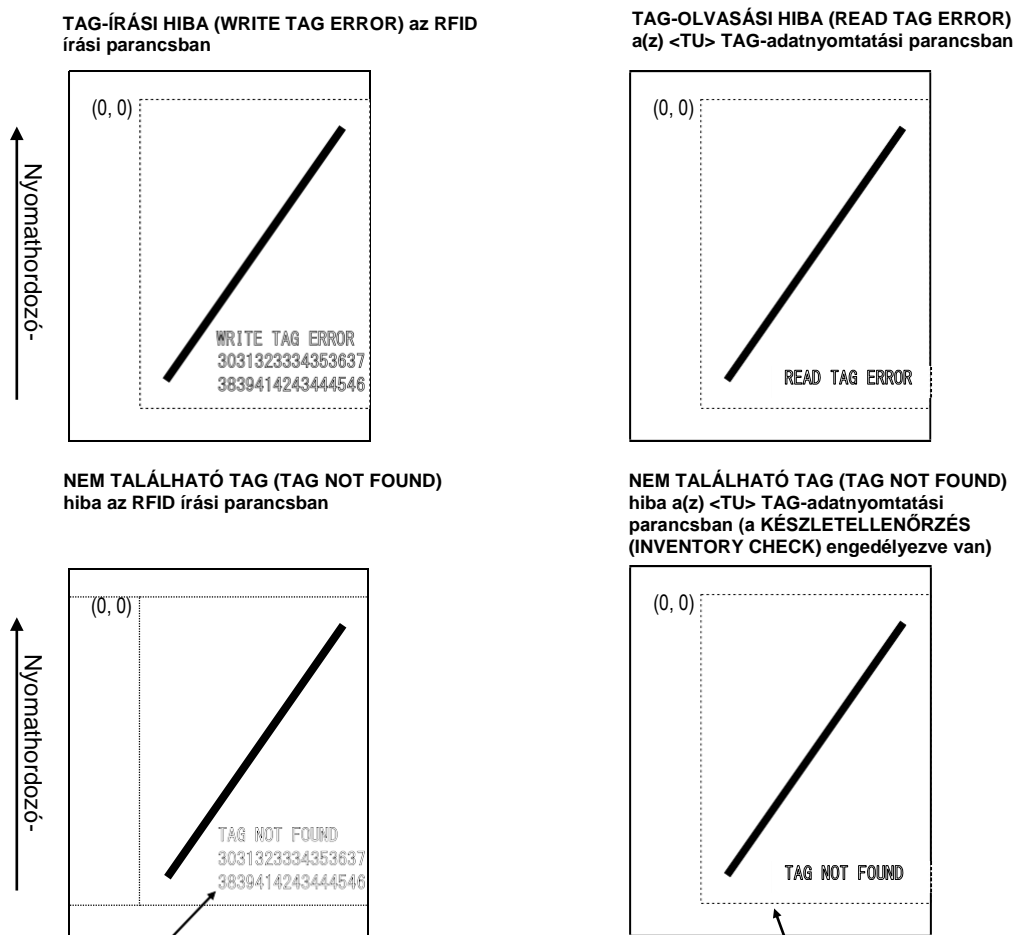 TAG-ÍRÁSI HIBA (WRITE TAG ERROR) az RFID
írási parancsban
TAG-OLVASÁSI HIBA (READ TAG ERROR)
a(z) <TU> TAG-adatnyomtatási parancsban
(0, 0)
Nyomathordozó-
WRITE TAG ERROR
3031323334353637
3839414243444546
(0, 0)
READ TAG ERROR
NEM TALÁLHATÓ TAG (TAG NOT FOUND)
hiba az RFID írási parancsban
NEM TALÁLHATÓ TAG (TAG NOT FOUND)
hiba a(z) <TU> TAG-adatnyomtatási
parancsban (a KÉSZLETELLENŐRZÉS
(INVENTORY CHECK) engedélyezve van)
(0, 0)
Nyomathordozó-
TAG NOT FOUND
3031323334353637
3839414243444546
(0, 0)
TAG NOT FOUND